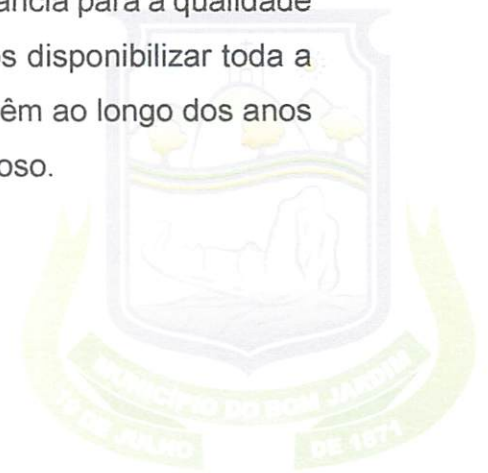 ância para a qualidade
s disponibilizar toda a
êm ao longo dos anos
oso.
MUNICÍPIO DO BOM JARDIM
19 DE JULHO DE 1871